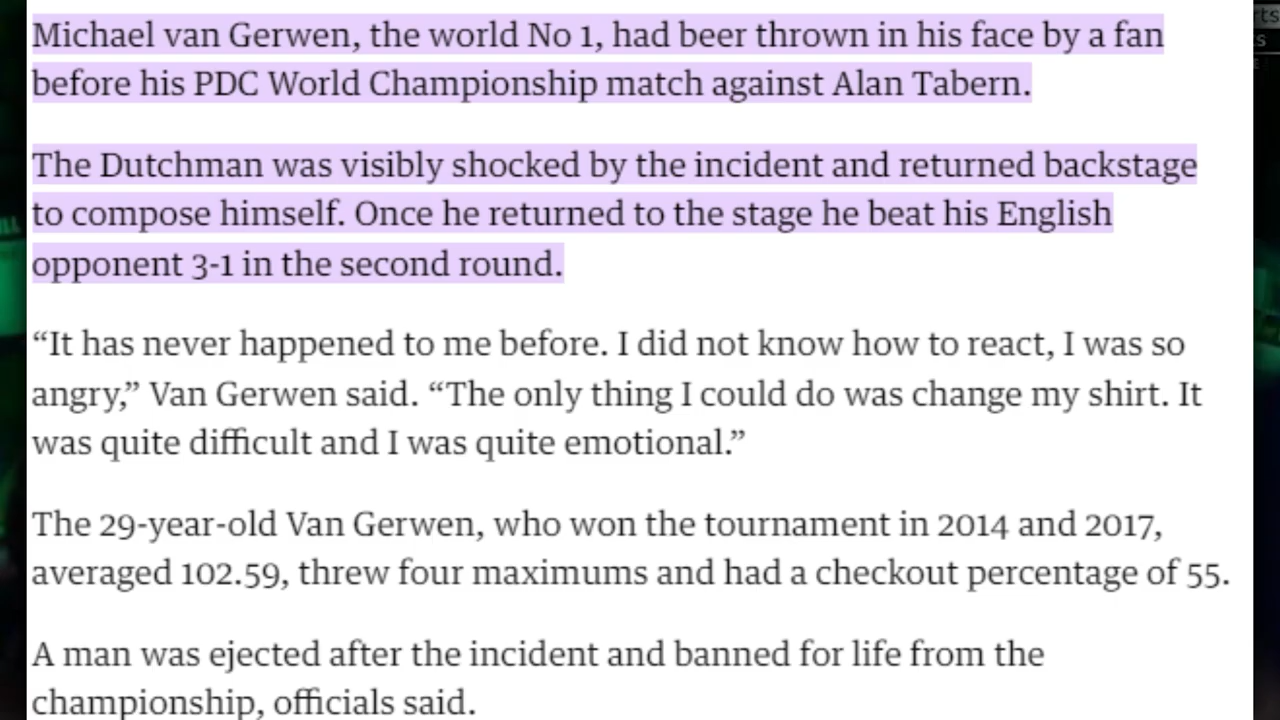 Michael van Gerwen, the world No 1, had beer thrown in his face by a fan
before his PDC World Championship match against Alan Tabern.
The Dutchman was visibly shocked by the incident and returned backstage
to compose himself. Once he returned to the stage he beat his English
opponent 3-1 in the second round.
“It has never happened to me before. I did not know how to react, I was so
angry,” Van Gerwen said. “The only thing I could do was change my shirt. It
was quite difficult and I was quite emotional.”
The 29-year-old Van Gerwen, who won the tournament in 2014 and 2017,
averaged 102.59, threw four maximums and had a checkout percentage of 55.
A man was ejected after the incident and banned for life from the
championship, officials said.